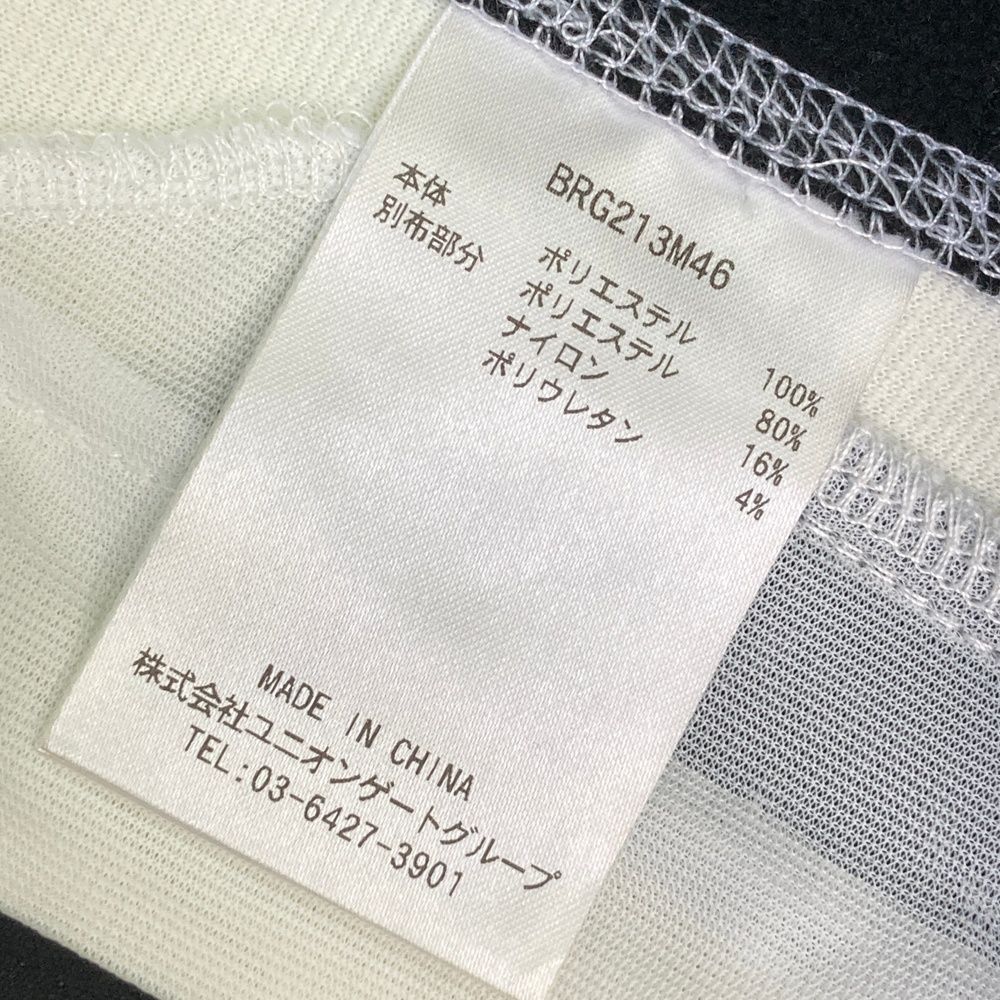 BRG213M46
本体 ポリエステル 100%
別布部分 ポリエステル 80%
ナイロン 16%
ポリウレタン 4%
MADE IN CHINA
株式会社ユニオンゲートグループ
TEL:03-6427-3901